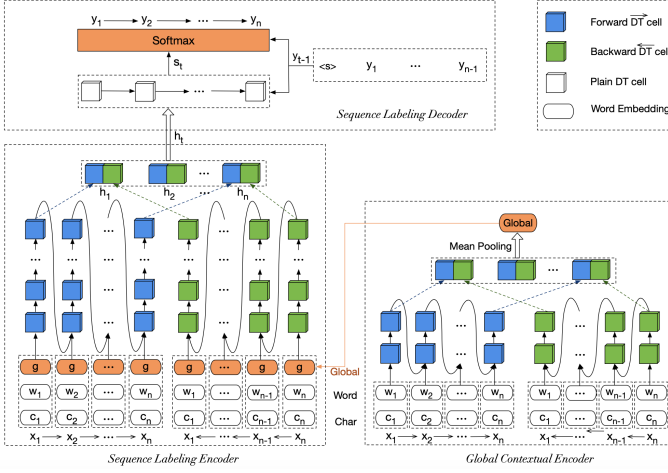 y1 y2 ... yn
Softmax
st
yt-1
<s> y1 ... yn-1
... 
Sequence Labeling Decoder
Forward DT cell
Backward DT cell
Plain DT cell
Word Embedding
ht
...
h1 h2 ... hn
... ...
... ...
... ...
g g ... g g ... g g
Global
w1 w2 ... wn w1 ... wn-1 wn
Word
c1 c2 ... cn c1 ... cn-1 cn
Char
x1 x2 ... xn x1 ... xn-1 xn
Sequence Labeling Encoder
Global
Mean Pooling
...
... ...
w1 w2 ... wn w1 ... wn-1 wn
c1 c2 ... cn c1 ... cn-1 cn
x1 x2 ... xn x1 ... xn-1 xn
Global Contextual Encoder